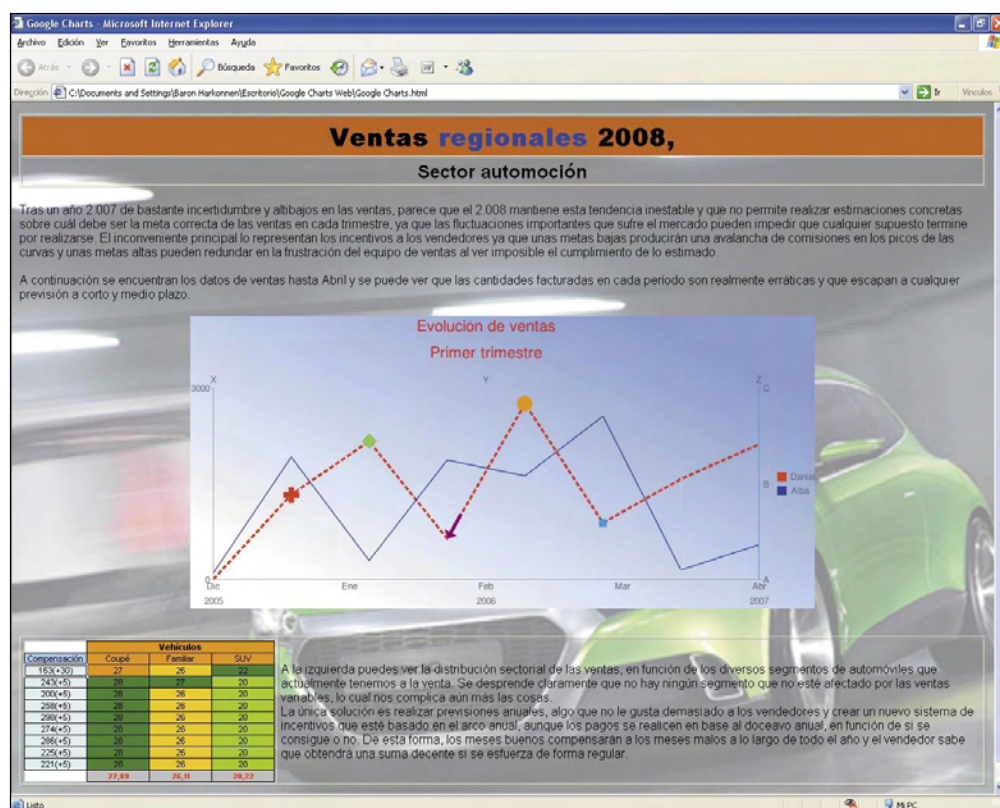 Google Charts - Microsoft Internet Explorer
Archivo Edición Ver Favoritos Herramientas Ayuda
Atrás Búsqueda Favoritos
Dirección C:\Documents and Settings\Baron Harkonnen\Escritorio\Google Charts Web\Google Charts.html Ir Vínculos
Ventas regionales 2008,
Sector automoción
Tras un año 2.007 de bastante incertidumbre y altibajos en las ventas, parece que el 2.008 mantiene esta tendencia inestable y que no permite realizar estimaciones concretas
sobre cuál debe ser la meta correcta de las ventas en cada trimestre, ya que las fluctuaciones importantes que sufre el mercado pueden impedir que cualquier supuesto termine
por realizarse. El inconveniente principal lo representan los incentivos a los vendedores ya que unas metas bajas producirán una avalancha de comisiones en los picos de las
curvas y unas metas altas pueden redundar en la frustración del equipo de ventas al ver imposible el cumplimiento de lo estimado.
A continuación se encuentran los datos de ventas hasta Abril y se puede ver que las cantidades facturadas en cada período son realmente erráticas y que escapan a cualquier
previsión a corto y medio plazo.
Evolución de ventas
Primer trimestre
X Y Z
3000 C
B
Daniel
Alba
0 A
Dic Ene Feb Mar Abr
2005 2006 2007
Vehículos
Compensación Coupé Familiar SUV
163(+30) 27 26 22
243(+5) 28 27 20
200(+5) 28 26 20
258(+5) 28 26 20
290(+5) 28 26 20
274(+5) 28 26 20
286(+5) 28 26 20
225(+5) 28 26 20
221(+5) 28 26 20
27,89 26,11 20,22
A la izquierda puedes ver la distribución sectorial de las ventas, en función de los diversos segmentos de automóviles que
actualmente tenemos a la venta. Se desprende claramente que no hay ningún segmento que no esté afectado por las ventas
variables, lo cual nos complica aún más las cosas.
La única solución es realizar previsiones anuales, algo que no le gusta demasiado a los vendedores y crear un nuevo sistema de
incentivos que esté basado en el arco anual, aunque los pagos se realicen en base al doceavo anual, en función de si se
consigue o no. De esta forma, los meses buenos compensarán a los meses malos a lo largo de todo el año y el vendedor sabe
que obtendrá una suma decente si se esfuerza de forma regular.
Listo Mi PC